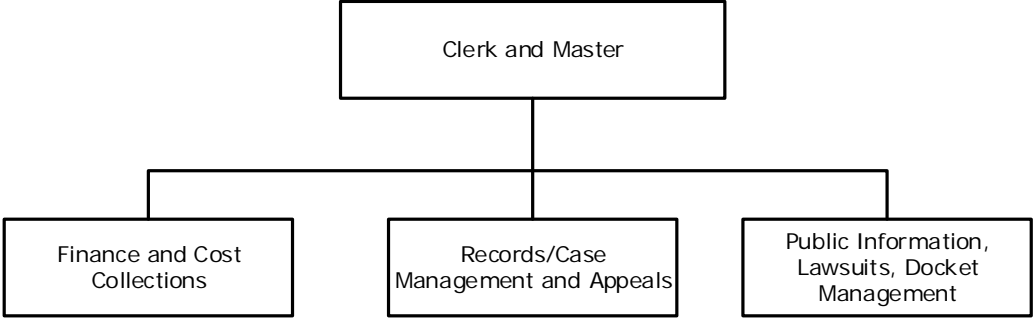 Clerk and Master
Finance and Cost
Collections
Records/Case
Management and Appeals
Public Information,
Lawsuits, Docket
Management